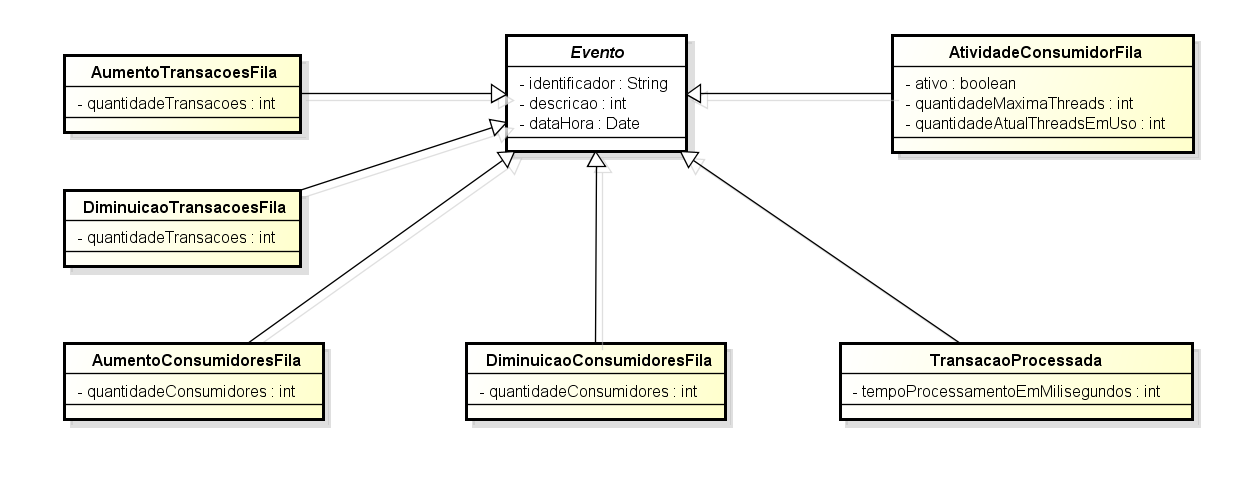 Evento
- identificador : String
- descricao : int
- dataHora : Date
AumentoTransacoesFila
- quantidadeTransacoes : int
AtividadeConsumidorFila
- ativo : boolean
- quantidadeMaximaThreads : int
- quantidadeAtualThreadsEmUso : int
DiminuicaoTransacoesFila
- quantidadeTransacoes : int
AumentoConsumidoresFila
- quantidadeConsumidores : int
DiminuicaoConsumidoresFila
- quantidadeConsumidores : int
TransacaoProcessada
- tempoProcessamentoEmMilisegundos : int